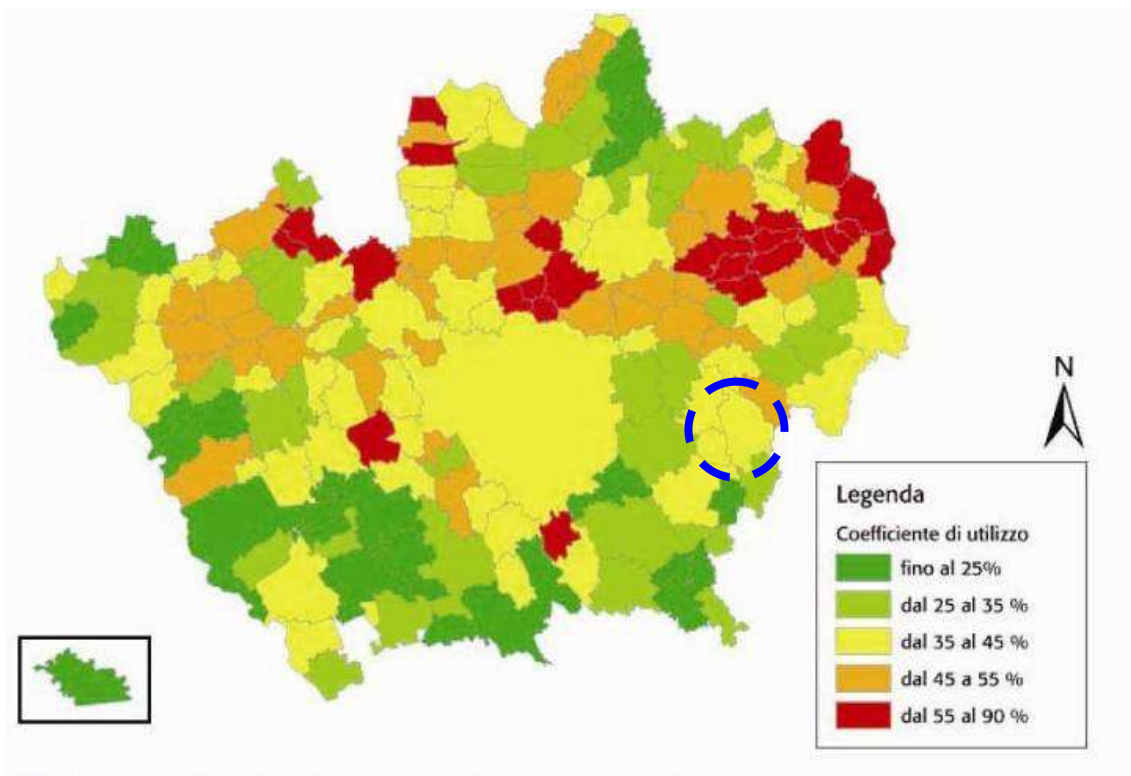 N
Legenda
Coefficiente di utilizzo
fino al 25%
dal 25 al 35 %
dal 35 al 45 %
dal 45 a 55 %
dal 55 al 90 %